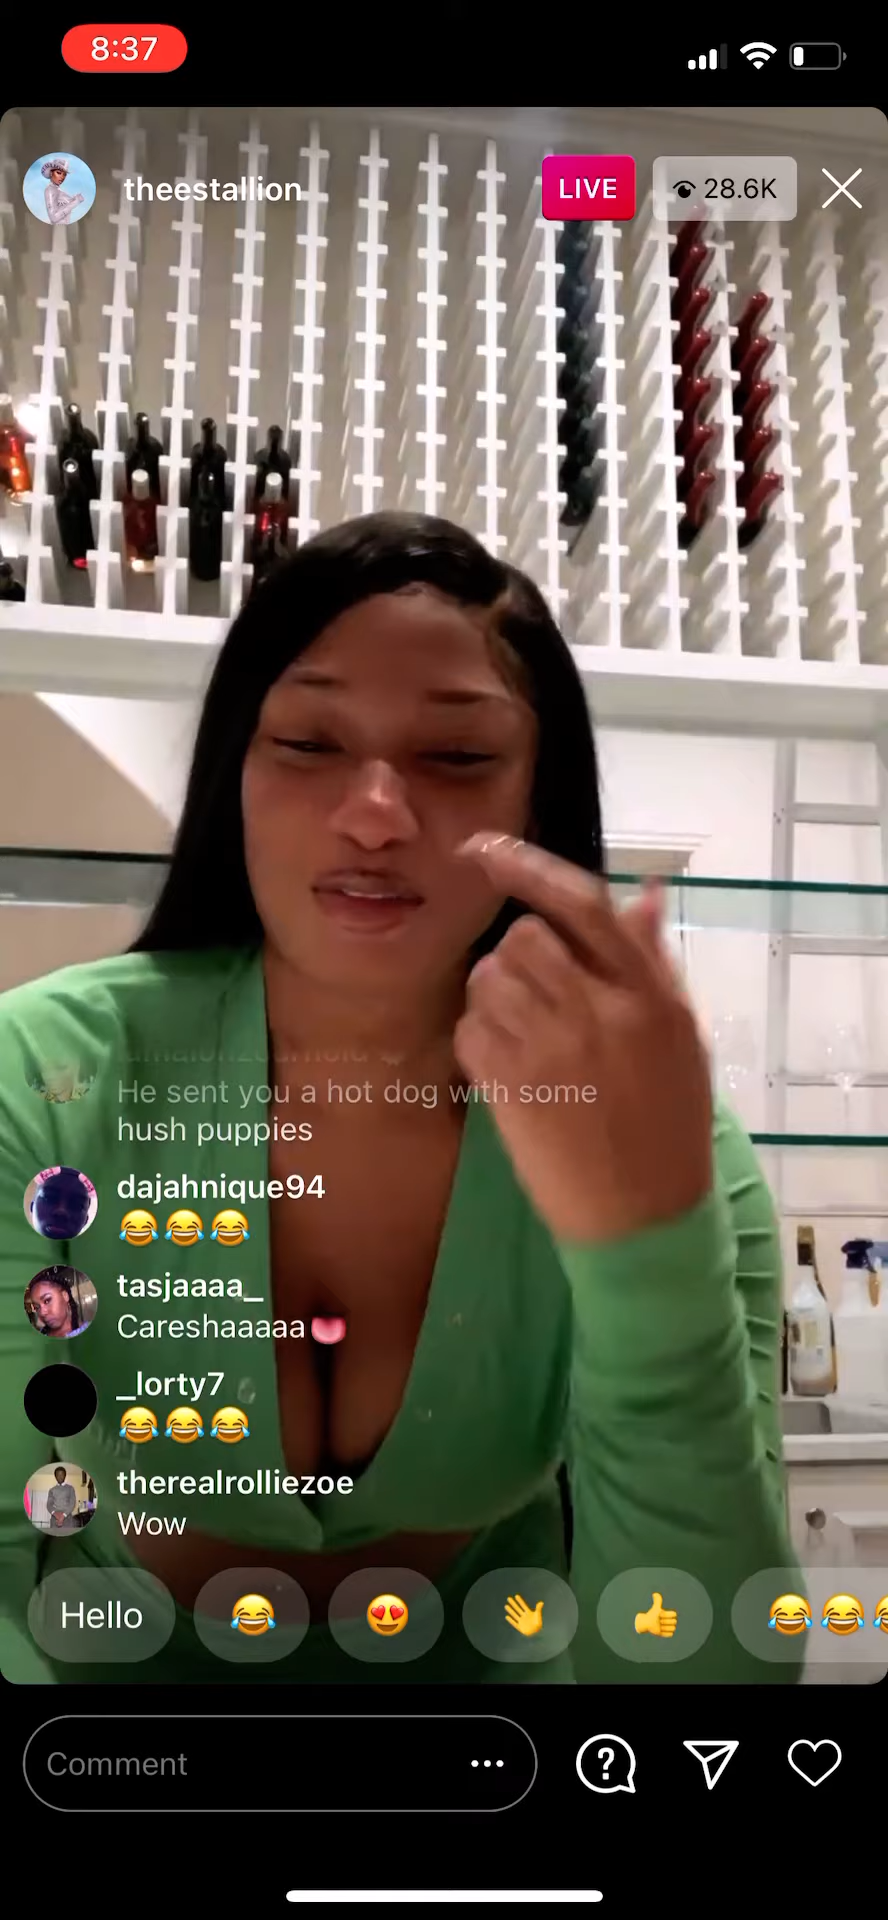 8:37
theestallion
LIVE
28.6K
He sent you a hot dog with some
hush puppies
dajahnique94
😂😂😂
tasjaaaa_
Careshaaaaa👅
_lorty7
😂😂😂
therealrolliezoe
Wow
Hello 😂 😍 👋 👍 😂😂
Comment